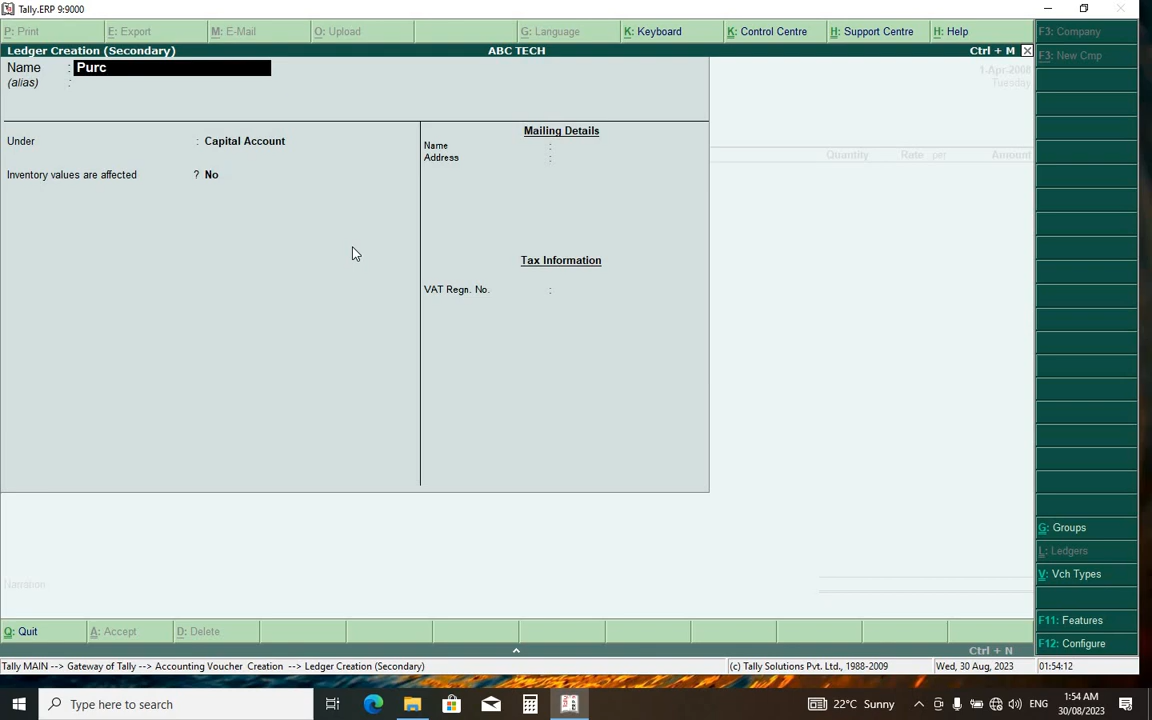 Tally.ERP 9:9000
P: Print
E: Export
M: E-Mail
O: Upload
G: Language
K: Keyboard
K: Control Centre
H: Support Centre
H: Help
F3: Company
Ledger Creation (Secondary)
ABC TECH
Ctrl + M
F3: New Cmp
Name : Purc
(alias) :
1-Apr-2008
Tuesday
Under : Capital Account
Inventory values are affected ? No
Mailing Details
Name :
Address :
Quantity Rate per Amount
Tax Information
VAT Regn. No. :
G: Groups
L: Ledgers
V: Vch Types
Narration
F11: Features
F12: Configure
Q: Quit
A: Accept
D: Delete
Ctrl + N
Tally MAIN --> Gateway of Tally --> Accounting Voucher Creation --> Ledger Creation (Secondary)
(c) Tally Solutions Pvt. Ltd., 1988-2009
Wed, 30 Aug, 2023
01:54:12
Type here to search
22°C Sunny
ENG
1:54 AM
30/08/2023